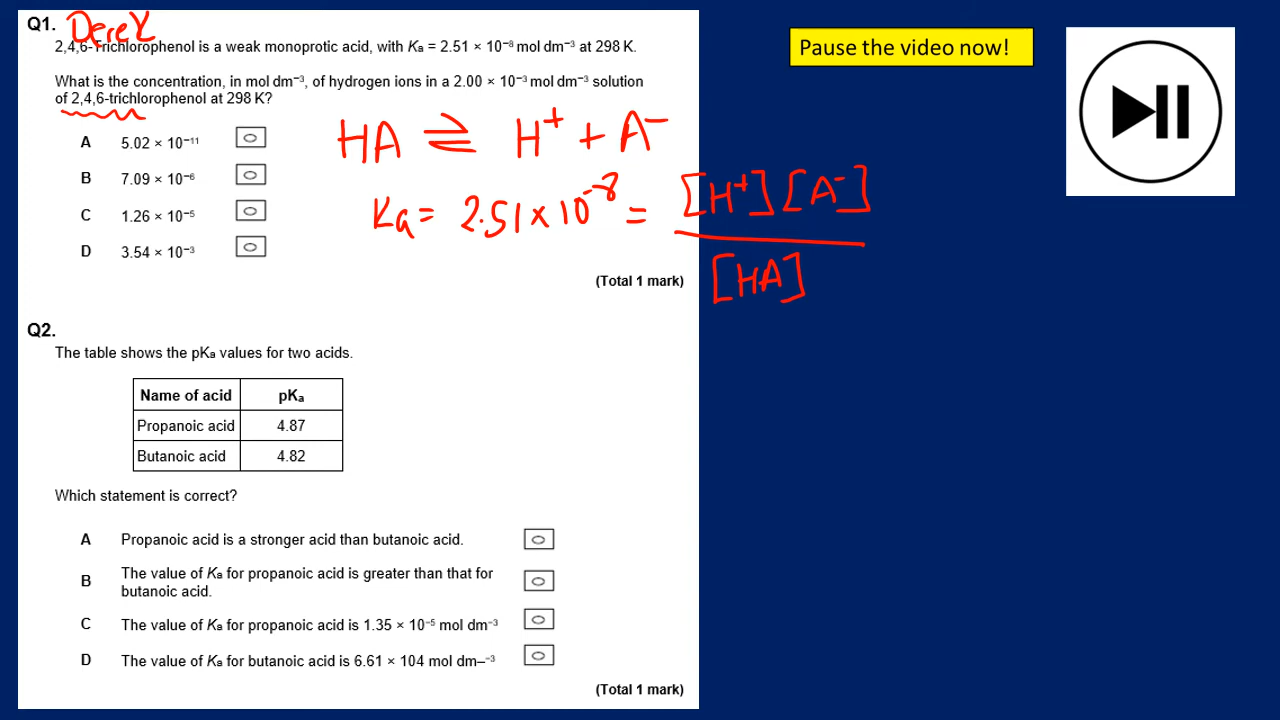 Q1. DereK
2,4,6-Trichlorophenol is a weak monoprotic acid, with Ka = 2.51 × 10⁻⁸ mol dm⁻³ at 298 K.
What is the concentration, in mol dm⁻³, of hydrogen ions in a 2.00 × 10⁻³ mol dm⁻³ solution
of 2,4,6-trichlorophenol at 298 K?
A 5.02 × 10⁻¹¹
B 7.09 × 10⁻⁶
C 1.26 × 10⁻⁵
D 3.54 × 10⁻³
(Total 1 mark)
HA ⇌ H⁺ + A⁻
Ka = 2.51 × 10⁻⁸ = [H⁺][A⁻]
[HA]
Pause the video now!
Q2.
The table shows the pKa values for two acids.
Name of acid pKa
Propanoic acid 4.87
Butanoic acid 4.82
Which statement is correct?
A Propanoic acid is a stronger acid than butanoic acid.
B The value of Ka for propanoic acid is greater than that for
butanoic acid.
C The value of Ka for propanoic acid is 1.35 × 10⁻⁵ mol dm⁻³
D The value of Ka for butanoic acid is 6.61 × 104 mol dm–⁻³
(Total 1 mark)